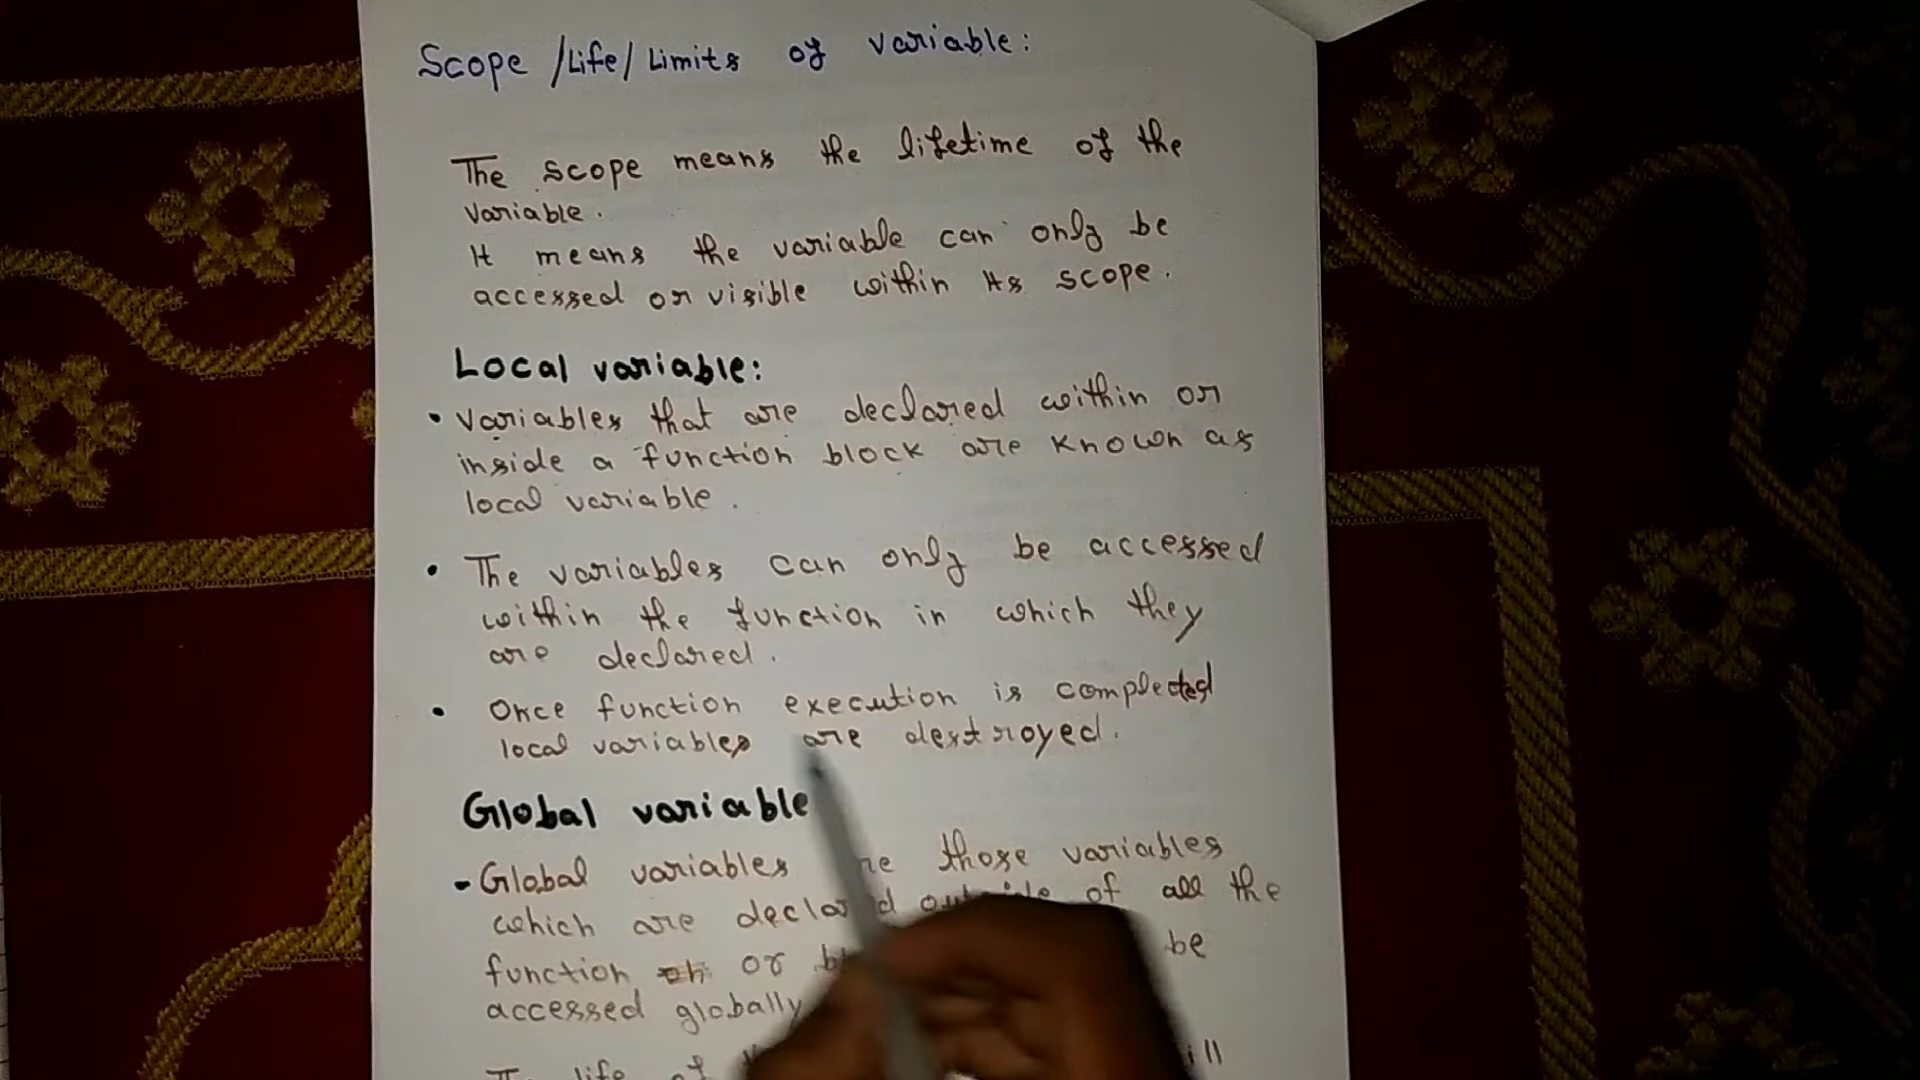 Scope /Life/Limits of variable:
The scope means the lifetime of the
variable.
It means the variable can only be
accessed or visible within its scope.
Local variable:
• Variables that are declared within or
inside a function block are known as
local variable.
• The variables can only be accessed
within the function in which they
are declared.
• Once function execution is completed
local variables are destroyed.
Global variable
- Global variables those variables
which are of all the
function or be
accessed globally
The life of